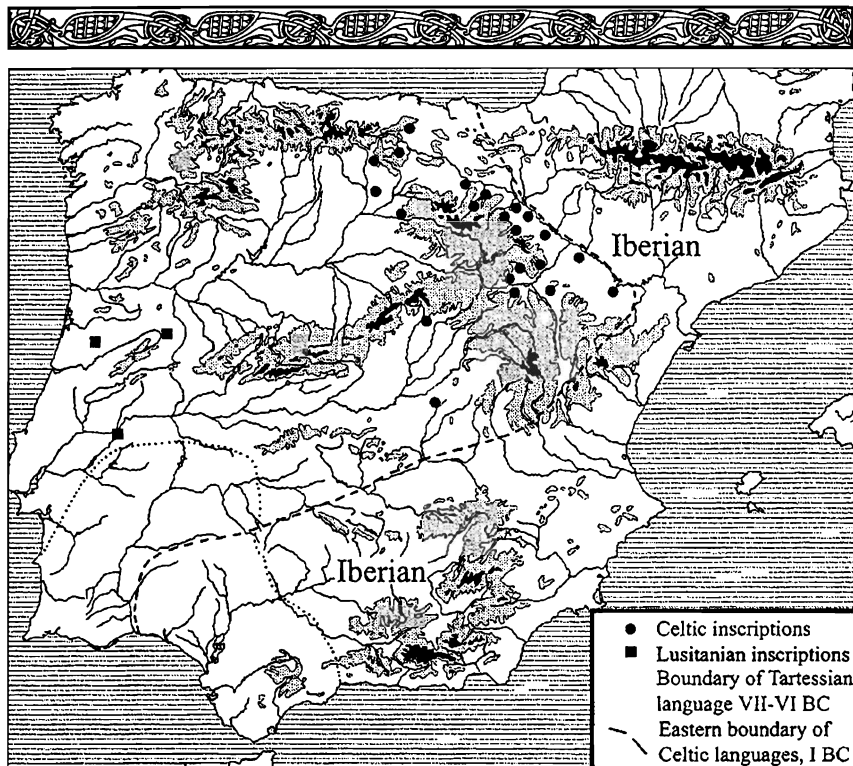 Iberian
Iberian
Celtic inscriptions
Lusitanian inscriptions
Boundary of Tartessian
language VII-VI BC
Eastern boundary of
Celtic languages, I BC